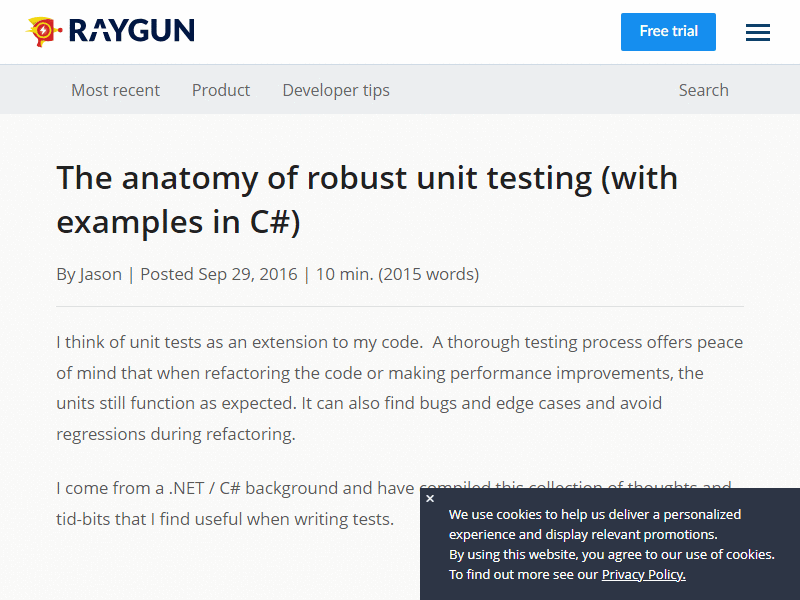 RAYGUN
Free trial
Most recent
Product
Developer tips
Search
The anatomy of robust unit testing (with
examples in C#)
By Jason | Posted Sep 29, 2016 | 10 min. (2015 words)
I think of unit tests as an extension to my code.  A thorough testing process offers peace
of mind that when refactoring the code or making performance improvements, the
units still function as expected. It can also find bugs and edge cases and avoid
regressions during refactoring.
I come from a .NET / C# background and have compiled this collection of thoughts and
tid-bits that I find useful when writing tests.
×
We use cookies to help us deliver a personalized
experience and display relevant promotions.
By using this website, you agree to our use of cookies.
To find out more see our Privacy Policy.